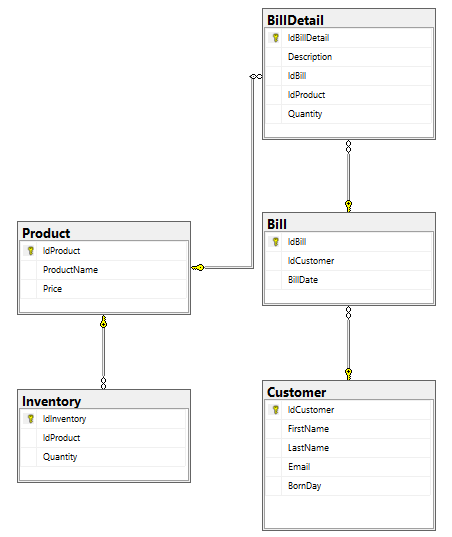 BillDetail
IdBillDetail
Description
IdBill
IdProduct
Quantity
Product
IdProduct
ProductName
Price
Bill
IdBill
IdCustomer
BillDate
Inventory
IdInventory
IdProduct
Quantity
Customer
IdCustomer
FirstName
LastName
Email
BornDay